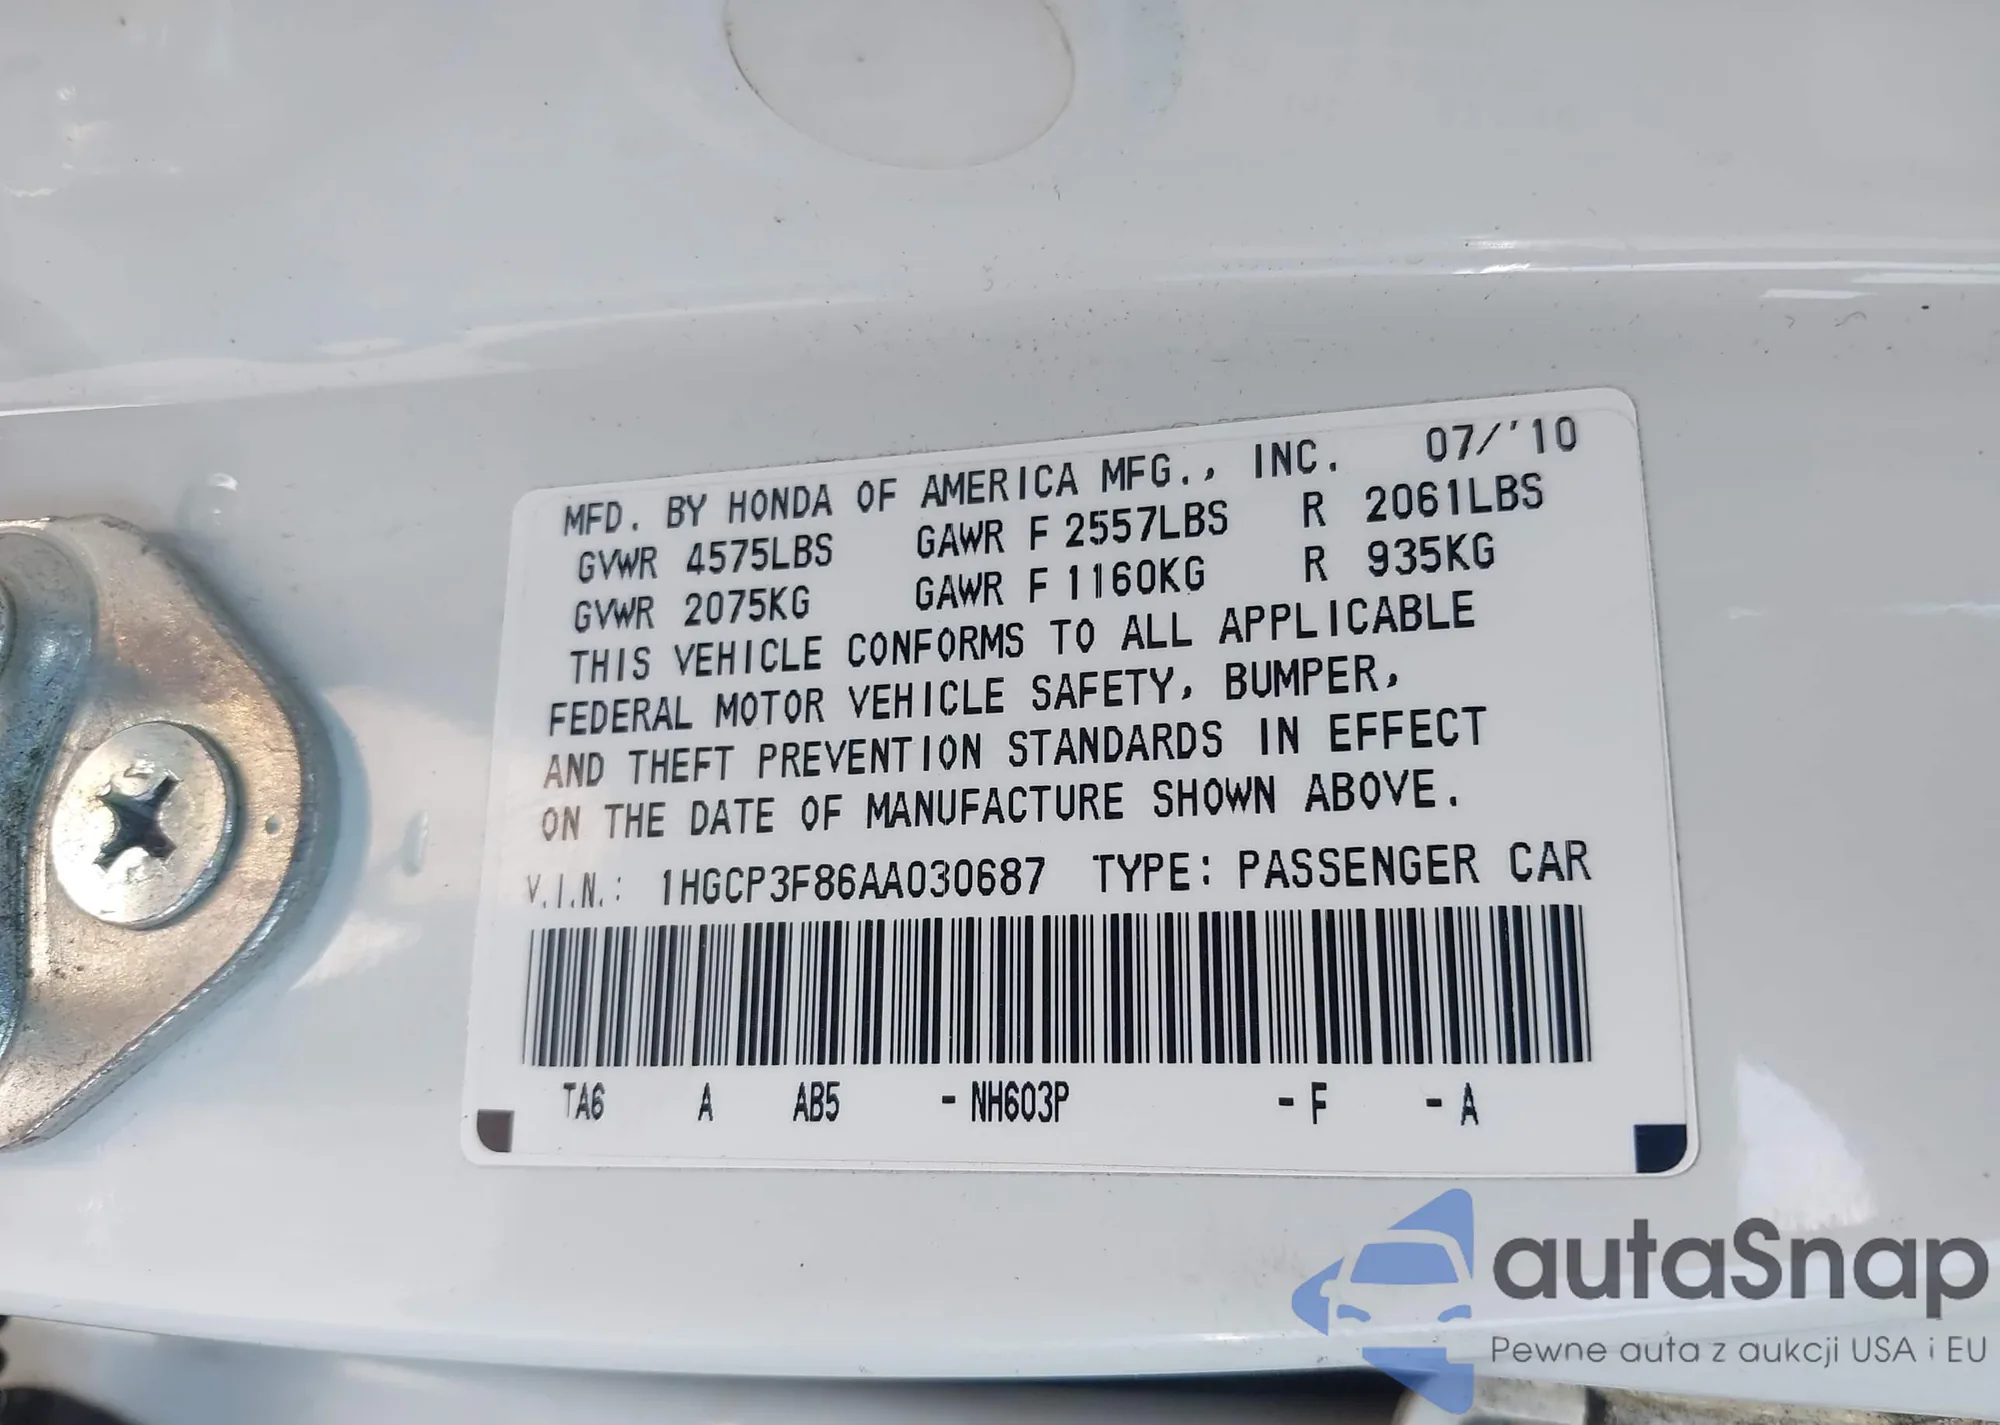 MFD. BY HONDA OF AMERICA MFG., INC. 07/'10
GVWR 4575LBS GAWR F 2557LBS R 2061LBS
GVWR 2075KG GAWR F 1160KG R 935KG
THIS VEHICLE CONFORMS TO ALL APPLICABLE
FEDERAL MOTOR VEHICLE SAFETY, BUMPER,
AND THEFT PREVENTION STANDARDS IN EFFECT
ON THE DATE OF MANUFACTURE SHOWN ABOVE.
V.I.N.: 1HGCP3F86AA030687 TYPE: PASSENGER CAR
TA6 A AB5 - NH603P - F - A
autaSnap
Pewne auta z aukcji USA i EU